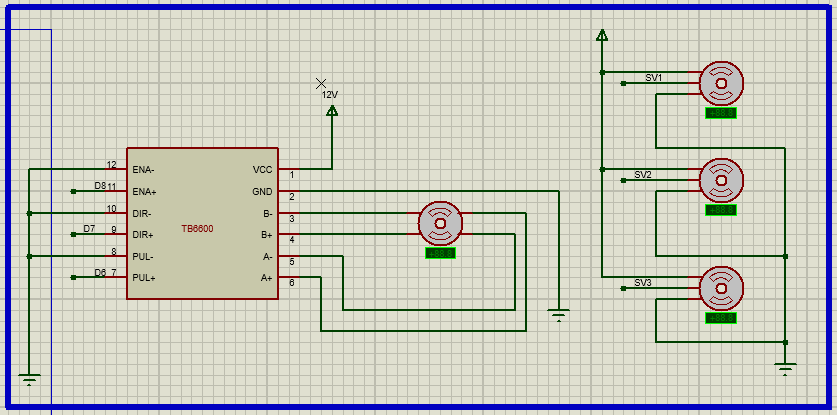 12V
12 ENA-
D8 11 ENA+
10 DIR-
D7 9 DIR+
8 PUL-
D6 7 PUL+
TB6600
VCC 1
GND 2
B- 3
B+ 4
A- 5
A+ 6
SV1
SV2
SV3